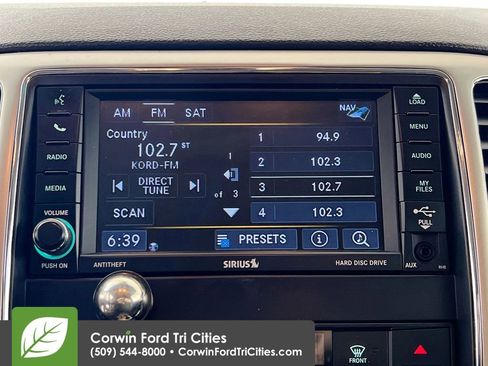 AM FM SAT NAV
Country
102.7 ST
KORD-FM
DIRECT
TUNE
SCAN
1
of 3
1 94.9
2 102.3
3 102.7
4 102.3
6:39 PRESETS i
RADIO
MEDIA
VOLUME
PUSH ON
LOAD
MENU
AUDIO
MY
FILES
PULL
AUX
ANTITHEFT SIRIUS HARD DISC DRIVE
FRONT
Corwin Ford Tri Cities
(509) 544-8000 • CorwinFordTriCities.com